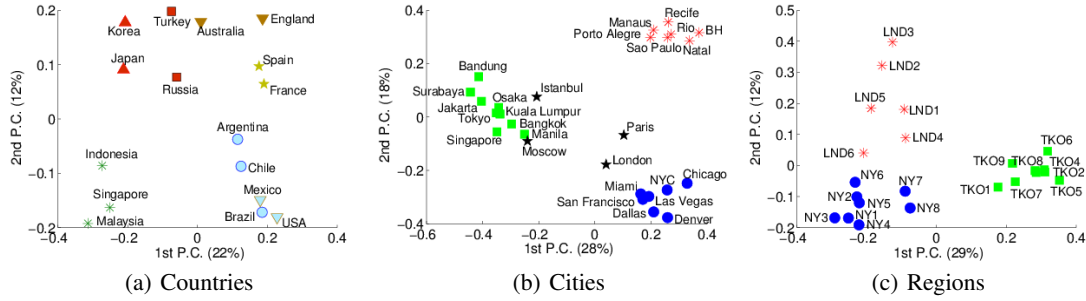 0.2
0.1
0
−0.1
−0.2
−0.4
−0.2
0
0.2
0.4
2nd P.C. (12%)
1st P.C. (22%)
Turkey
England
Korea
Australia
Japan
Spain
Russia
France
Argentina
Indonesia
Chile
Singapore
Mexico
Malaysia
Brazil
USA
(a) Countries
0.4
0.2
0
−0.2
−0.4
−0.6
−0.4
−0.2
0
0.2
0.4
2nd P.C. (18%)
1st P.C. (28%)
Recife
Manaus
Rio
BH
Porto Alegre
Sao Paulo
Natal
Bandung
Istanbul
Surabaya
Osaka
Jakarta
Kuala Lumpur
Tokyo
Bangkok
Paris
Singapore
Manila
Moscow
London
NYC
Chicago
Miami
San Francisco
Las Vegas
Dallas
Denver
(b) Cities
0.5
0.4
0.3
0.2
0.1
0
−0.1
−0.2
−0.4
−0.2
0
0.2
0.4
2nd P.C. (12%)
1st P.C. (29%)
LND3
LND2
LND5
LND1
LND4
LND6
TKO6
TKO9
TKO8
TKO4
TKO2
TKO1
TKO7
TKO5
NY6
NY7
NY2
NY5
NY8
NY3
NY1
NY4
(c) Regions